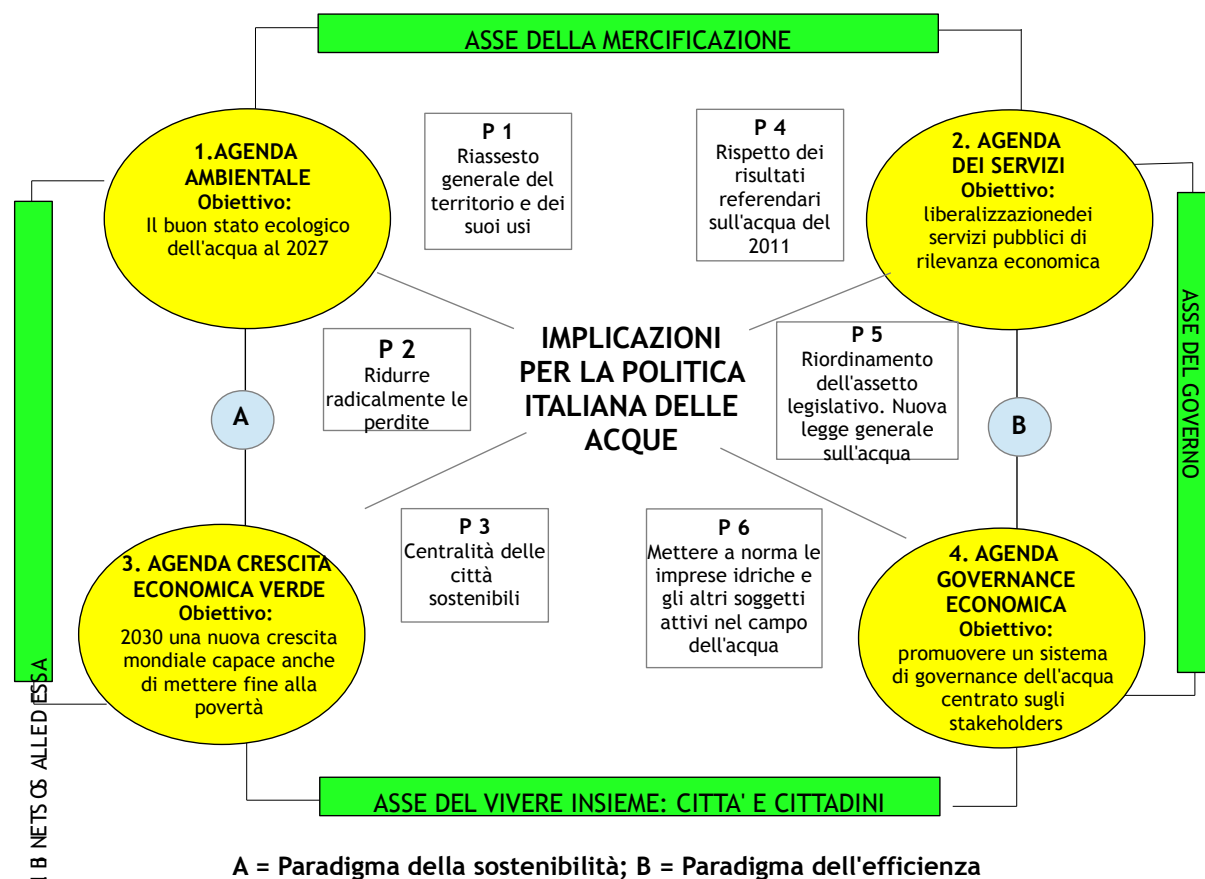 ASSE DELLA MERCIFICAZIONE
1.AGENDA
AMBIENTALE
Obiettivo:
Il buon stato ecologico
dell'acqua al 2027
P 1
Riassesto
generale del
territorio e dei
suoi usi
P 4
Rispetto dei
risultati
referendari
sull'acqua del
2011
2. AGENDA
DEI SERVIZI
Obiettivo:
liberalizzazionedei
servizi pubblici di
rilevanza economica
ASSE DEL GOVERNO
P 2
Ridurre
radicalmente le
perdite
IMPLICAZIONI
PER LA POLITICA
ITALIANA DELLE
ACQUE
P 5
Riordinamento
dell'assetto
legislativo. Nuova
legge generale
sull'acqua
A
B
3. AGENDA CRESCITA
ECONOMICA VERDE
Obiettivo:
2030 una nuova crescita
mondiale capace anche
di mettere fine alla
povertà
P 3
Centralità delle
città
sostenibili
P 6
Mettere a norma le
imprese idriche e
gli altri soggetti
attivi nel campo
dell'acqua
4. AGENDA
GOVERNANCE
ECONOMICA
Obiettivo:
promuovere un sistema
di governance dell'acqua
centrato sugli
stakeholders
ASSE DEL VIVERE INSIEME: CITTA' E CITTADINI
A = Paradigma della sostenibilità; B = Paradigma dell'efficienza